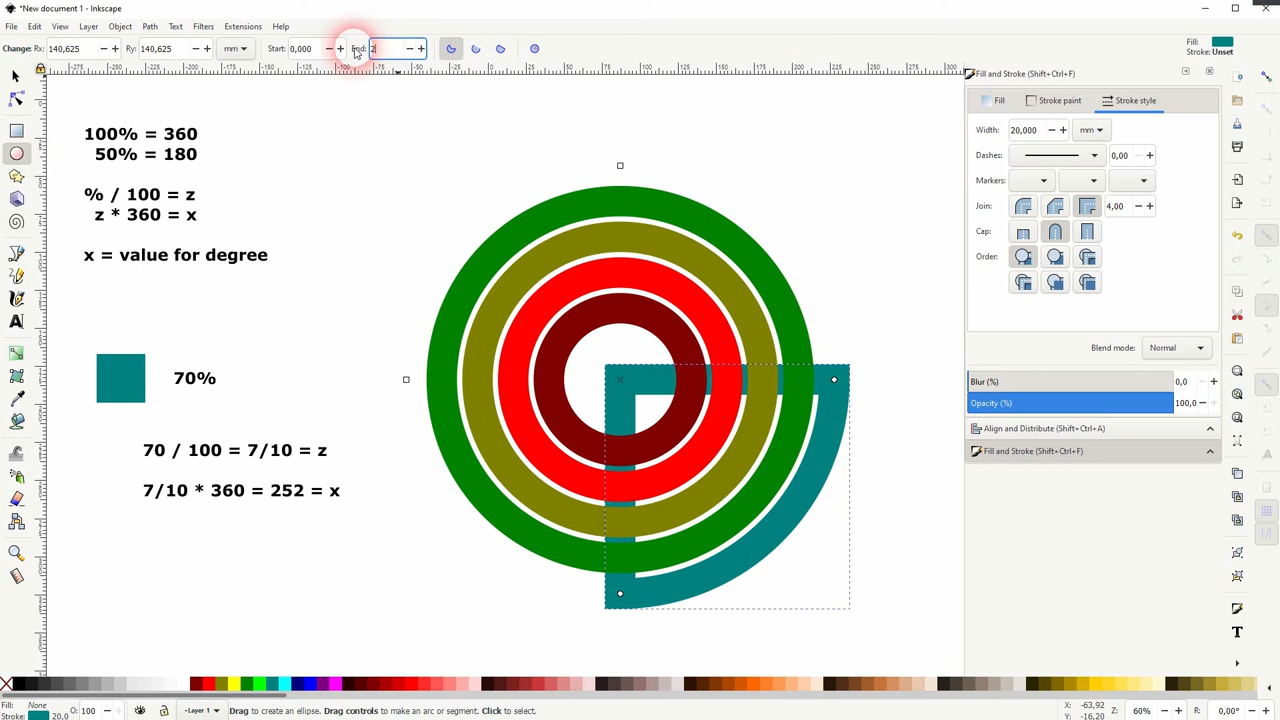 *New document 1 - Inkscape
File Edit View Layer Object Path Text Filters Extensions Help
Change: Rx: 140,625 Ry: 140,625 mm Start: 0,000 End: 2
Fill:
Stroke: Unset
Fill and Stroke (Shift+Ctrl+F)
Fill Stroke paint Stroke style
Width: 20,000 mm
Dashes: 0,00
Markers:
Join: 4,00
Cap:
Order:
Blend mode: Normal
Blur (%) 0,0
Opacity (%) 100,0
Align and Distribute (Shift+Ctrl+A)
Fill and Stroke (Shift+Ctrl+F)
100% = 360
50% = 180
% / 100 = z
z * 360 = x
x = value for degree
70%
70 / 100 = 7/10 = z
7/10 * 360 = 252 = x
Fill: None
Stroke: 20,0
O: 100
Layer 1
Drag to create an ellipse. Drag controls to make an arc or segment. Click to select.
X: -63,92
Y: -16,20
Z: 60%
R: 0,00°